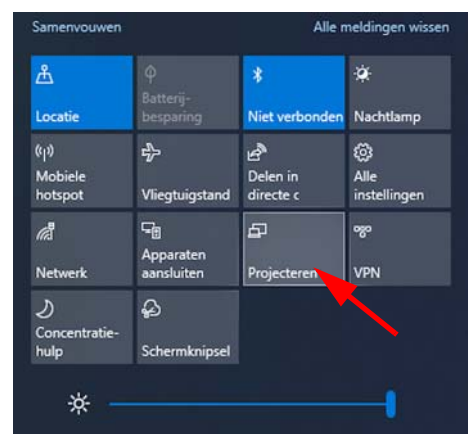 Samenvouwen Alle meldingen wissen
Locatie
Batterij-
besparing
Niet verbonden
Nachtlamp
Mobiele
hotspot
Vliegtuigstand
Delen in
directe c
Alle
instellingen
Netwerk
Apparaten
aansluiten
Projecteren
VPN
Concentratie-
hulp
Schermknipsel